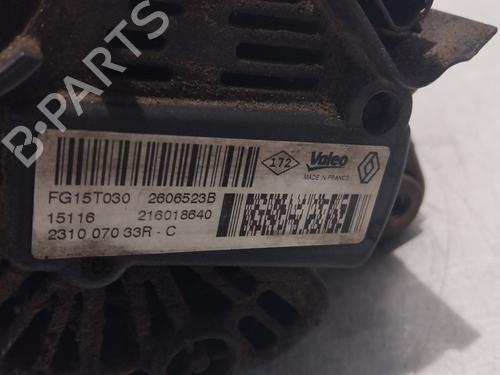 B-PARTS
172 Valeo
MADE IN FRANCE
FG15T030 2606523B
15116 216018640
2310 070 33R - C